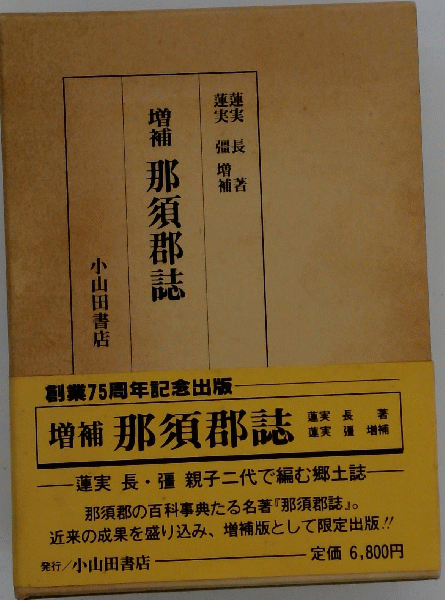 蓮実 長 著
蓮実 彊 増補
増補 那須郡誌
小山田書店
創業75周年記念出版
増補 那須郡誌 蓮実 長 著
蓮実 彊 増補
蓮実 長・彊 親子二代で編む郷土誌
那須郡の百科事典たる名著『那須郡誌』。
近来の成果を盛り込み、増補版として限定出版!!
発行/小山田書店
定価 6,800円